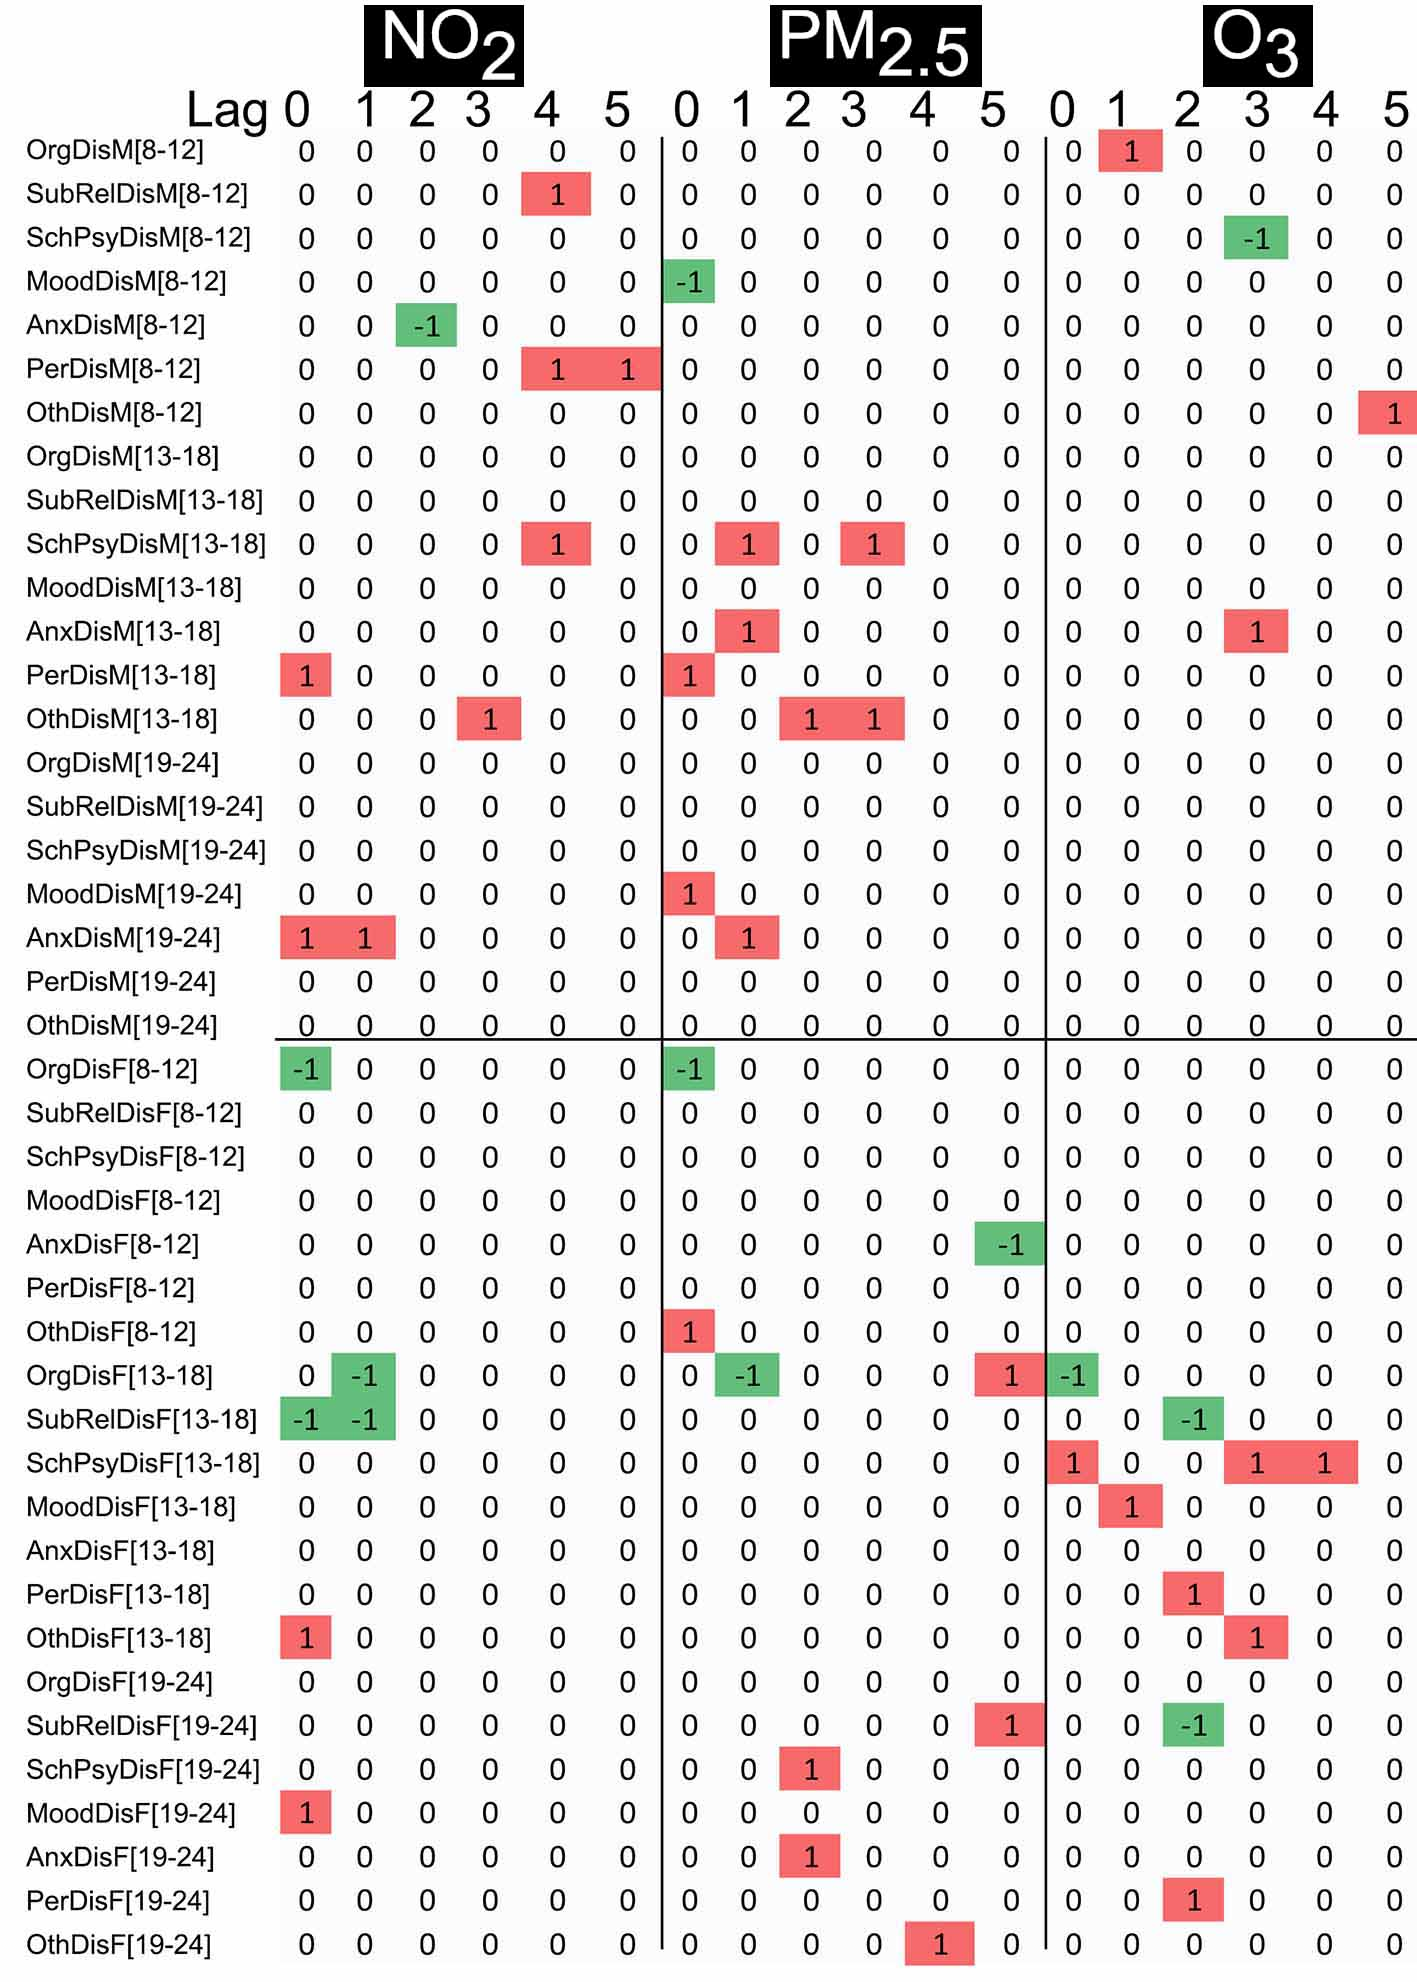 NO2 PM2.5 O3
Lag 0 1 2 3 4 5 0 1 2 3 4 5 0 1 2 3 4 5
OrgDisM[8-12] 0 0 0 0 0 0 0 0 0 0 0 0 0 1 0 0 0 0
SubRelDisM[8-12] 0 0 0 0 1 0 0 0 0 0 0 0 0 0 0 0 0 0
SchPsyDisM[8-12] 0 0 0 0 0 0 0 0 0 0 0 0 0 0 0 -1 0 0
MoodDisM[8-12] 0 0 0 0 0 0 -1 0 0 0 0 0 0 0 0 0 0 0
AnxDisM[8-12] 0 0 -1 0 0 0 0 0 0 0 0 0 0 0 0 0 0 0
PerDisM[8-12] 0 0 0 0 1 1 0 0 0 0 0 0 0 0 0 0 0 0
OthDisM[8-12] 0 0 0 0 0 0 0 0 0 0 0 0 0 0 0 0 0 1
OrgDisM[13-18] 0 0 0 0 0 0 0 0 0 0 0 0 0 0 0 0 0 0
SubRelDisM[13-18] 0 0 0 0 0 0 0 0 0 0 0 0 0 0 0 0 0 0
SchPsyDisM[13-18] 0 0 0 0 1 0 0 1 0 1 0 0 0 0 0 0 0 0
MoodDisM[13-18] 0 0 0 0 0 0 0 0 0 0 0 0 0 0 0 0 0 0
AnxDisM[13-18] 0 0 0 0 0 0 0 1 0 0 0 0 0 0 0 1 0 0
PerDisM[13-18] 1 0 0 0 0 0 1 0 0 0 0 0 0 0 0 0 0 0
OthDisM[13-18] 0 0 0 1 0 0 0 0 1 1 0 0 0 0 0 0 0 0
OrgDisM[19-24] 0 0 0 0 0 0 0 0 0 0 0 0 0 0 0 0 0 0
SubRelDisM[19-24] 0 0 0 0 0 0 0 0 0 0 0 0 0 0 0 0 0 0
SchPsyDisM[19-24] 0 0 0 0 0 0 0 0 0 0 0 0 0 0 0 0 0 0
MoodDisM[19-24] 0 0 0 0 0 0 1 0 0 0 0 0 0 0 0 0 0 0
AnxDisM[19-24] 1 1 0 0 0 0 0 1 0 0 0 0 0 0 0 0 0 0
PerDisM[19-24] 0 0 0 0 0 0 0 0 0 0 0 0 0 0 0 0 0 0
OthDisM[19-24] 0 0 0 0 0 0 0 0 0 0 0 0 0 0 0 0 0 0
OrgDisF[8-12] -1 0 0 0 0 0 -1 0 0 0 0 0 0 0 0 0 0 0
SubRelDisF[8-12] 0 0 0 0 0 0 0 0 0 0 0 0 0 0 0 0 0 0
SchPsyDisF[8-12] 0 0 0 0 0 0 0 0 0 0 0 0 0 0 0 0 0 0
MoodDisF[8-12] 0 0 0 0 0 0 0 0 0 0 0 0 0 0 0 0 0 0
AnxDisF[8-12] 0 0 0 0 0 0 0 0 0 0 0 -1 0 0 0 0 0 0
PerDisF[8-12] 0 0 0 0 0 0 0 0 0 0 0 0 0 0 0 0 0 0
OthDisF[8-12] 0 0 0 0 0 0 1 0 0 0 0 0 0 0 0 0 0 0
OrgDisF[13-18] 0 -1 0 0 0 0 0 -1 0 0 0 1 -1 0 0 0 0 0
SubRelDisF[13-18] -1 -1 0 0 0 0 0 0 0 0 0 0 0 0 -1 0 0 0
SchPsyDisF[13-18] 0 0 0 0 0 0 0 0 0 0 0 0 1 0 0 1 1 0
MoodDisF[13-18] 0 0 0 0 0 0 0 0 0 0 0 0 0 1 0 0 0 0
AnxDisF[13-18] 0 0 0 0 0 0 0 0 0 0 0 0 0 0 0 0 0 0
PerDisF[13-18] 0 0 0 0 0 0 0 0 0 0 0 0 0 0 1 0 0 0
OthDisF[13-18] 1 0 0 0 0 0 0 0 0 0 0 0 0 0 0 1 0 0
OrgDisF[19-24] 0 0 0 0 0 0 0 0 0 0 0 0 0 0 0 0 0 0
SubRelDisF[19-24] 0 0 0 0 0 0 0 0 0 0 0 1 0 0 -1 0 0 0
SchPsyDisF[19-24] 0 0 0 0 0 0 0 0 1 0 0 0 0 0 0 0 0 0
MoodDisF[19-24] 1 0 0 0 0 0 0 0 0 0 0 0 0 0 0 0 0 0
AnxDisF[19-24] 0 0 0 0 0 0 0 0 1 0 0 0 0 0 0 0 0 0
PerDisF[19-24] 0 0 0 0 0 0 0 0 0 0 0 0 0 0 1 0 0 0
OthDisF[19-24] 0 0 0 0 0 0 0 0 0 0 1 0 0 0 0 0 0 0